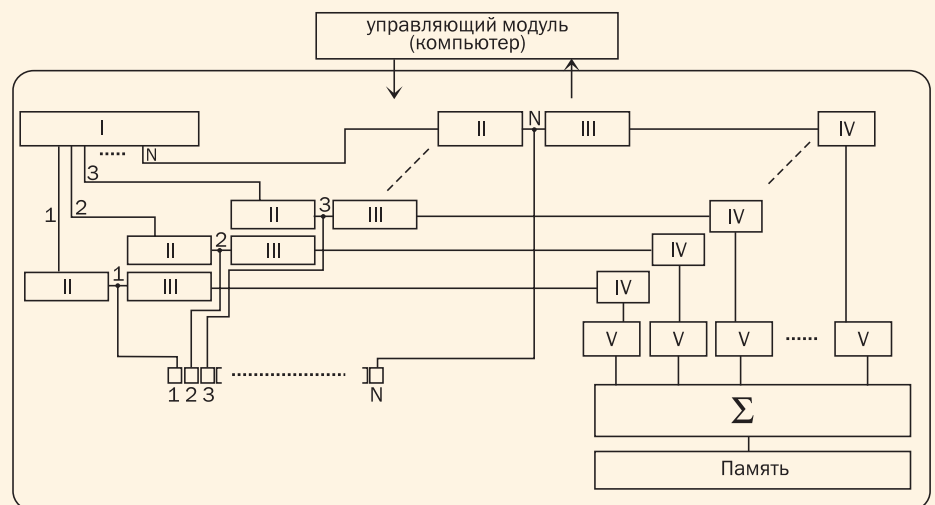 управляющий модуль
(компьютер)
I
II
N
III
IV
N
3
1
2
II
3
III
IV
II
2
III
IV
II
1
III
IV
V
V
V
V
1 2 3
N
Σ
Память